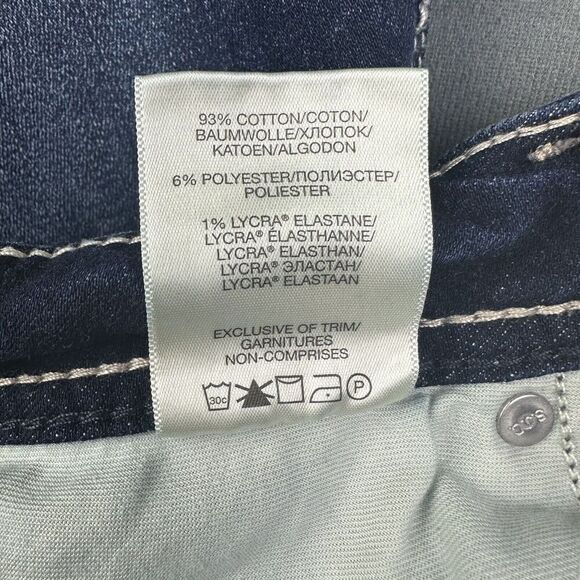 93% COTTON/COTON/
BAUMWOLLE/ХЛОПОК/
KATOEN/ALGODON
6% POLYESTER/ПОЛИЭСТЕР/
POLIESTER
1% LYCRA® ELASTANE/
LYCRA® ÉLASTHANNE/
LYCRA® ELASTHAN/
LYCRA® ЭЛАСТАН/
LYCRA® ELASTAAN
EXCLUSIVE OF TRIM/
GARNITURES
NON-COMPRISES
30c P